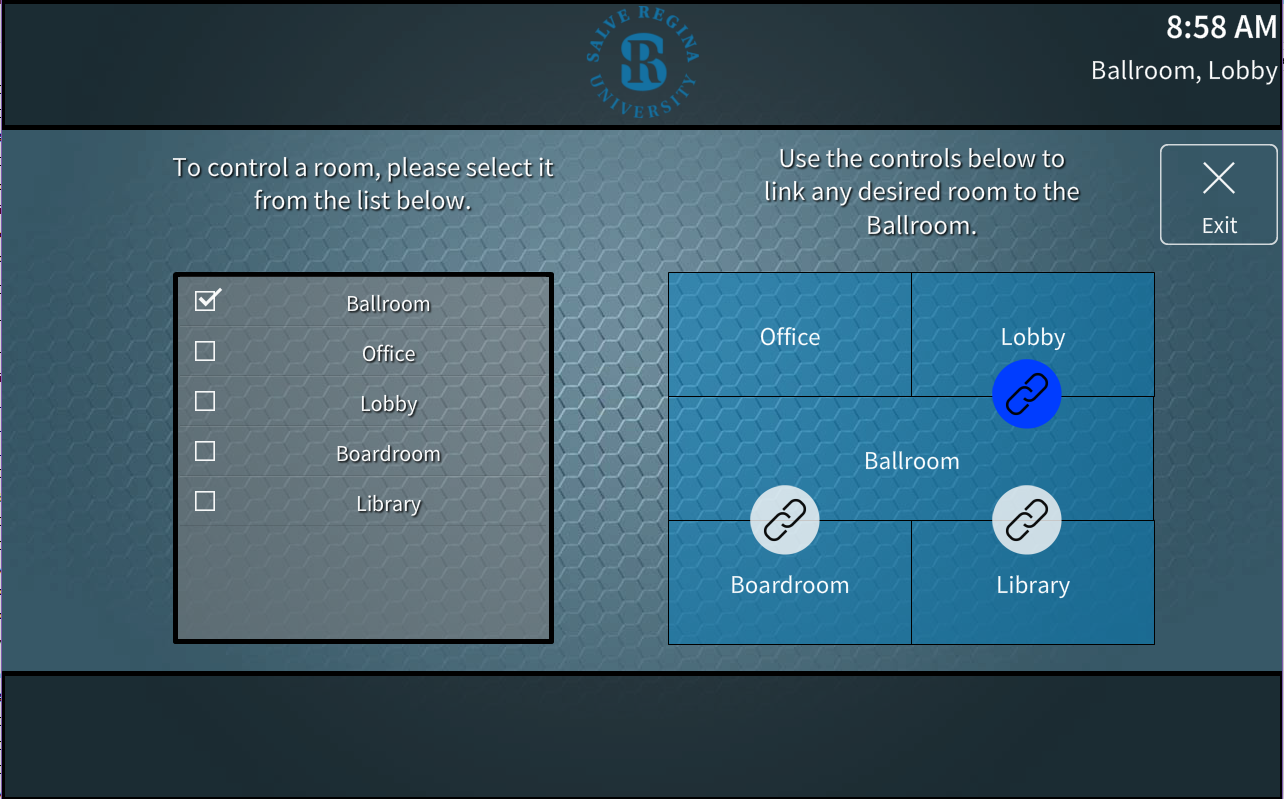 SALVE REGINA
SR
UNIVERSITY
8:58 AM
Ballroom, Lobby
To control a room, please select it
from the list below.
Use the controls below to
link any desired room to the
Ballroom.
Exit
Ballroom
Office
Lobby
Boardroom
Library
Office
Lobby
Ballroom
Boardroom
Library